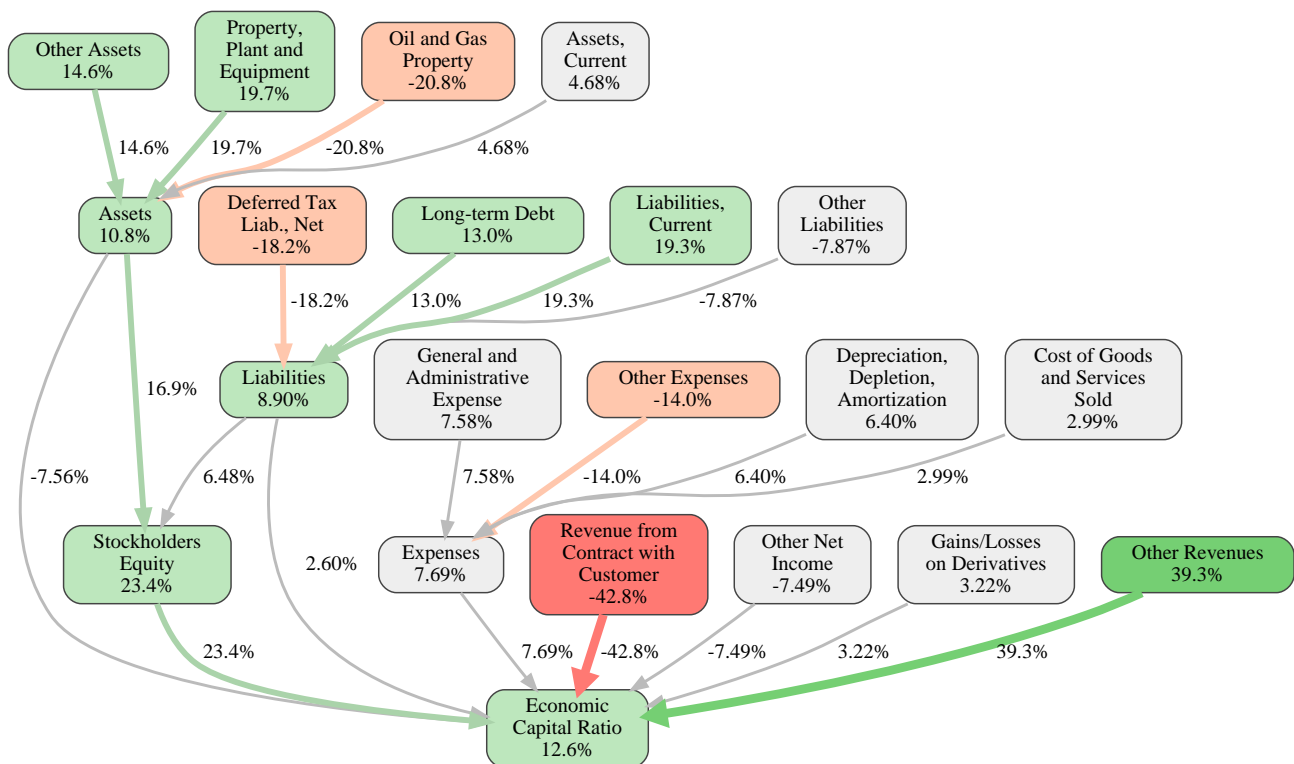 Other Assets
14.6%
Property,
Plant and
Equipment
19.7%
Oil and Gas
Property
-20.8%
Assets,
Current
4.68%
14.6%
19.7%
-20.8%
4.68%
Assets
10.8%
Deferred Tax
Liab., Net
-18.2%
Long-term Debt
13.0%
Liabilities,
Current
19.3%
Other
Liabilities
-7.87%
-18.2%
13.0%
19.3%
-7.87%
16.9%
Liabilities
8.90%
General and
Administrative
Expense
7.58%
Other Expenses
-14.0%
Depreciation,
Depletion,
Amortization
6.40%
Cost of Goods
and Services
Sold
2.99%
-7.56%
6.48%
7.58%
-14.0%
6.40%
2.99%
Stockholders
Equity
23.4%
2.60%
Expenses
7.69%
Revenue from
Contract with
Customer
-42.8%
Other Net
Income
-7.49%
Gains/Losses
on Derivatives
3.22%
Other Revenues
39.3%
23.4%
7.69%
-42.8%
-7.49%
3.22%
39.3%
Economic
Capital Ratio
12.6%